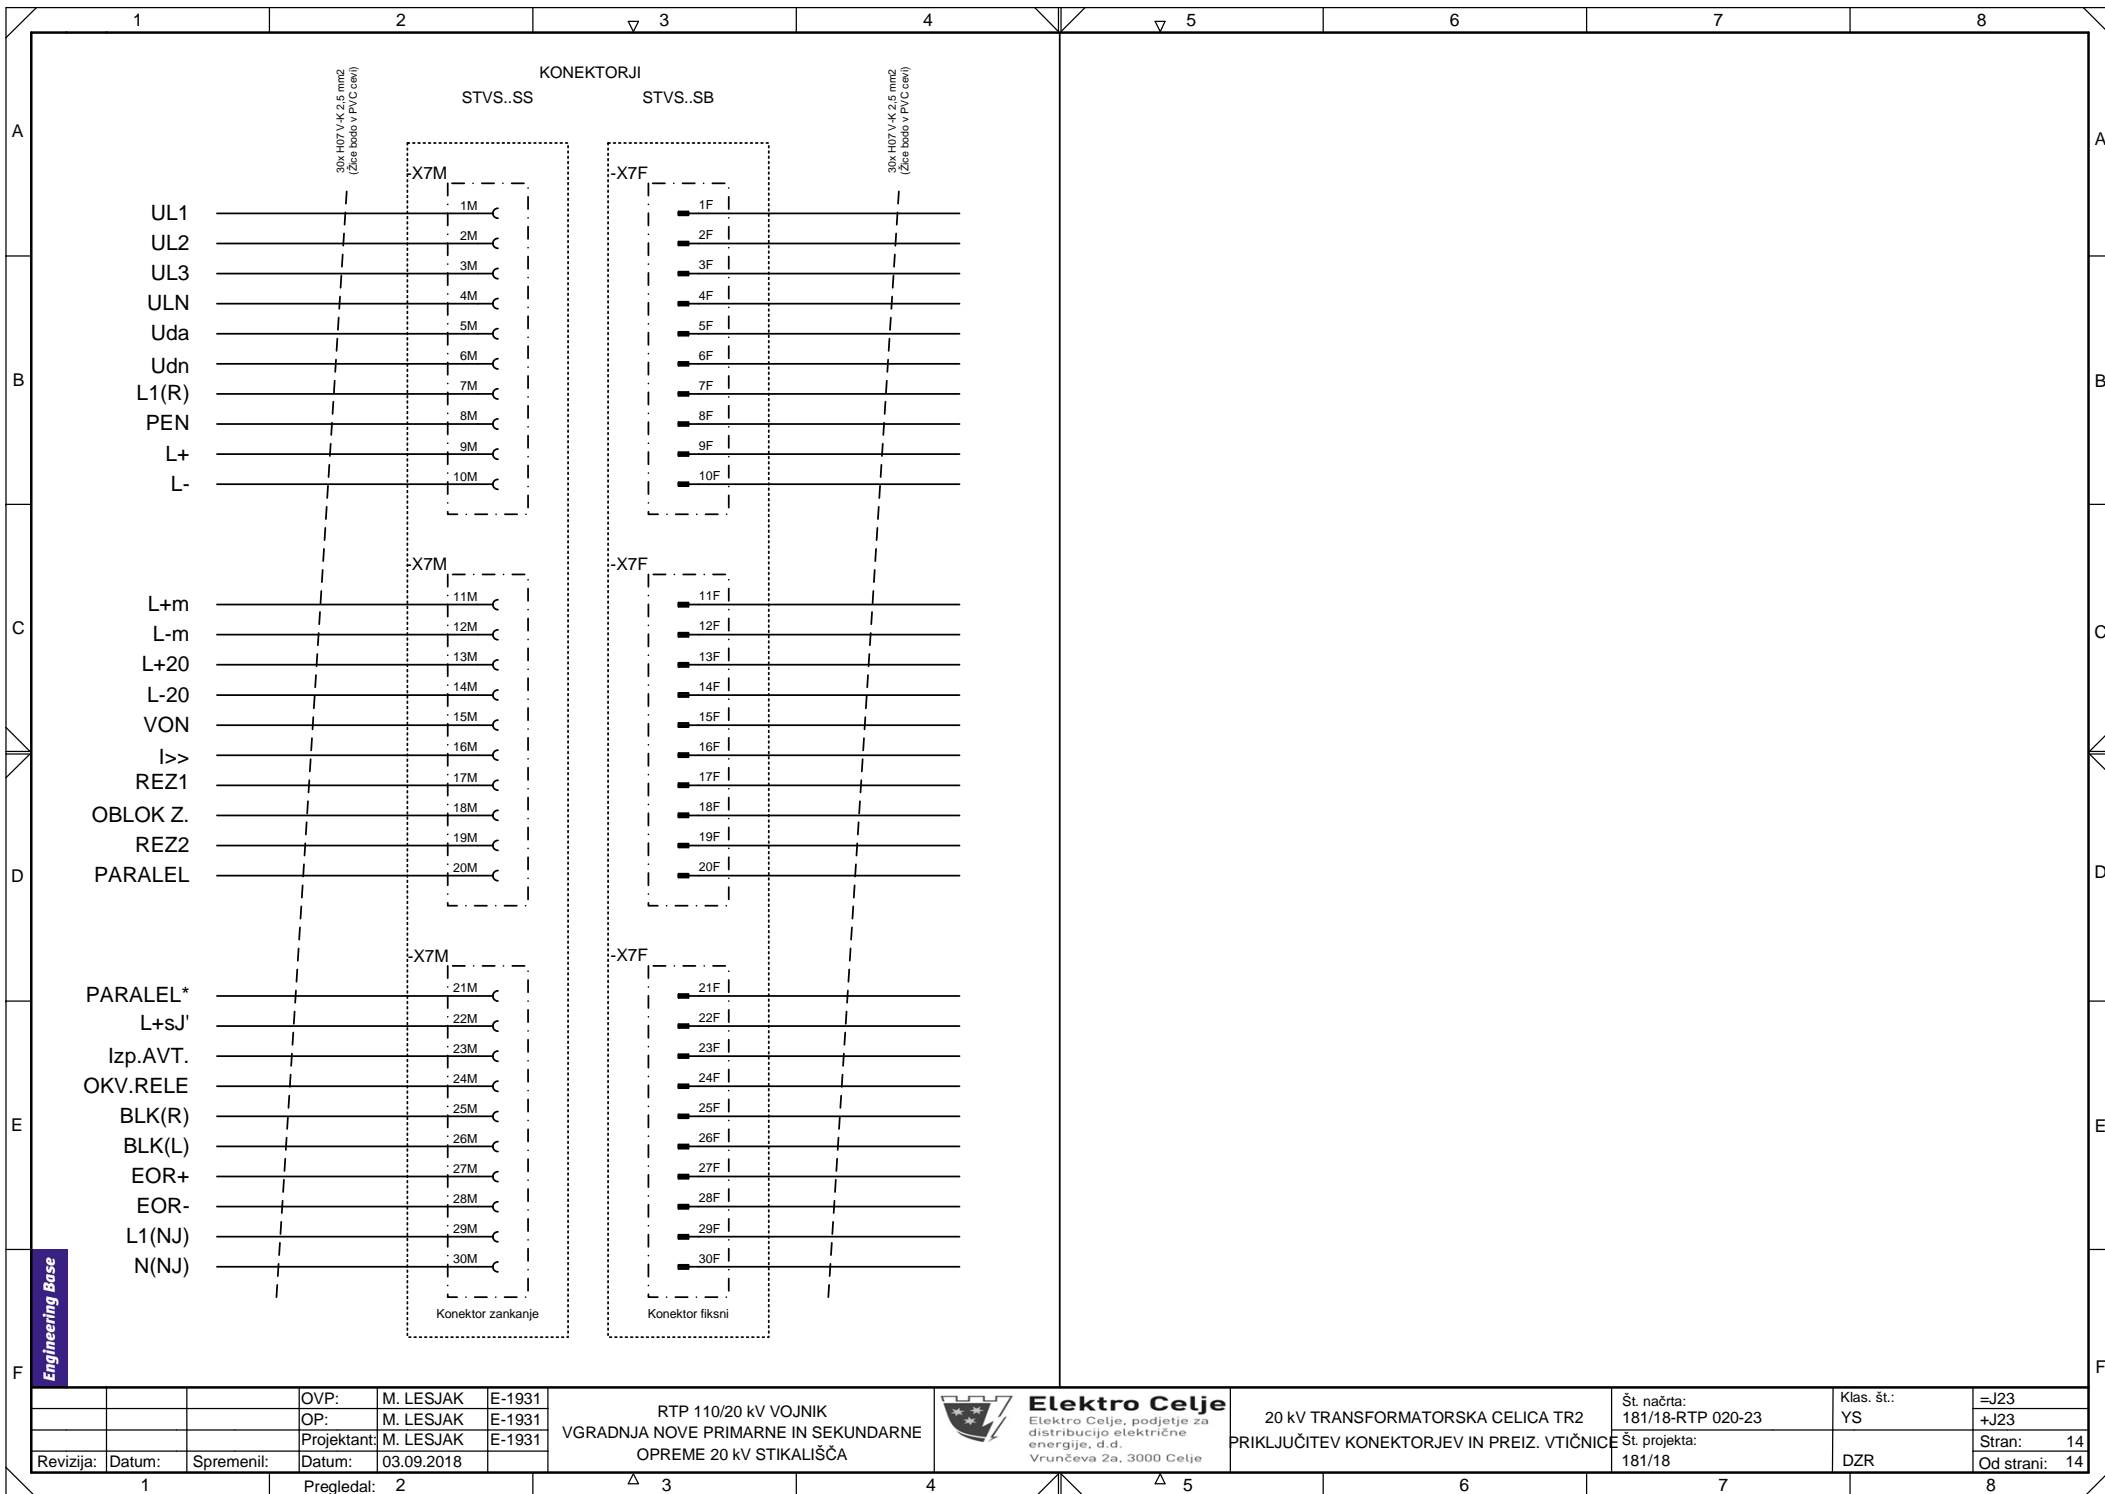 1 2 3 4 5 6 7 8
KONEKTORJI
STVS..SS STVS..SB
30x H07 V-K 2,5 mm2
(Žice bodo v PVC cevi)
30x H07 V-K 2,5 mm2
(Žice bodo v PVC cevi)
A A
-X7M -X7F
UL1 1M 1F
UL2 2M 2F
UL3 3M 3F
ULN 4M 4F
Uda 5M 5F
Udn 6M 6F
B B
L1(R) 7M 7F
PEN 8M 8F
L+ 9M 9F
L- 10M 10F
-X7M -X7F
L+m 11M 11F
L-m 12M 12F
C C
L+20 13M 13F
L-20 14M 14F
VON 15M 15F
I>> 16M 16F
REZ1 17M 17F
OBLOK Z. 18M 18F
REZ2 19M 19F
PARALEL 20M 20F
D D
-X7M -X7F
PARALEL* 21M 21F
L+sJ' 22M 22F
Izp.AVT. 23M 23F
OKV.RELE 24M 24F
BLK(R) 25M 25F
E E
BLK(L) 26M 26F
EOR+ 27M 27F
EOR- 28M 28F
L1(NJ) 29M 29F
N(NJ) 30M 30F
Konektor zankanje Konektor fiksni
Engineering Base
F F
OVP: M. LESJAK E-1931
OP: M. LESJAK E-1931
Projektant: M. LESJAK E-1931
Revizija: Datum: Spremenil: Datum: 03.09.2018
Pregledal:
RTP 110/20 kV VOJNIK
VGRADNJA NOVE PRIMARNE IN SEKUNDARNE
OPREME 20 kV STIKALIŠČA
Elektro Celje
Elektro Celje, podjetje za
distribucijo električne
energije, d.d.
Vrunčeva 2a, 3000 Celje
20 kV TRANSFORMATORSKA CELICA TR2
PRIKLJUČITEV KONEKTORJEV IN PREIZ. VTIČNICE
Št. načrta:
181/18-RTP 020-23
Št. projekta:
181/18
Klas. št.:
YS
DZR
=J23
+J23
Stran: 14
Od strani: 14
1 2 3 4 5 6 7 8